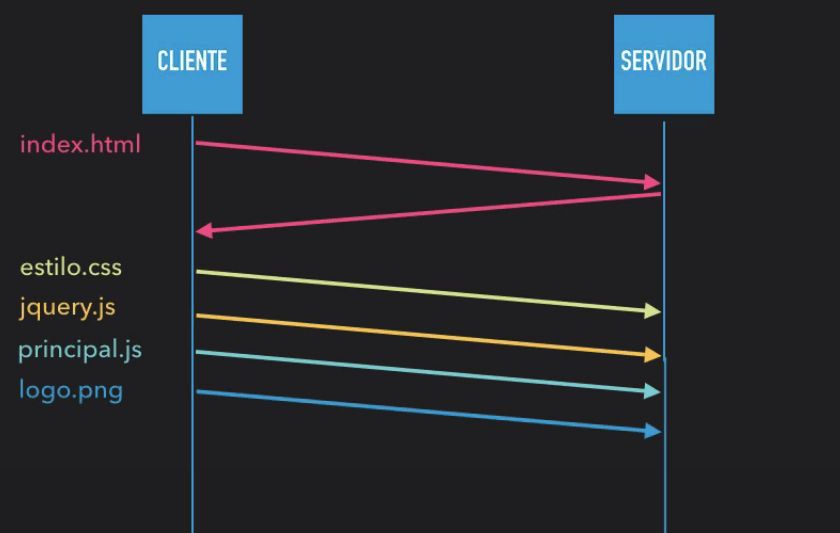 CLIENTE
SERVIDOR
index.html
estilo.css
jquery.js
principal.js
logo.png